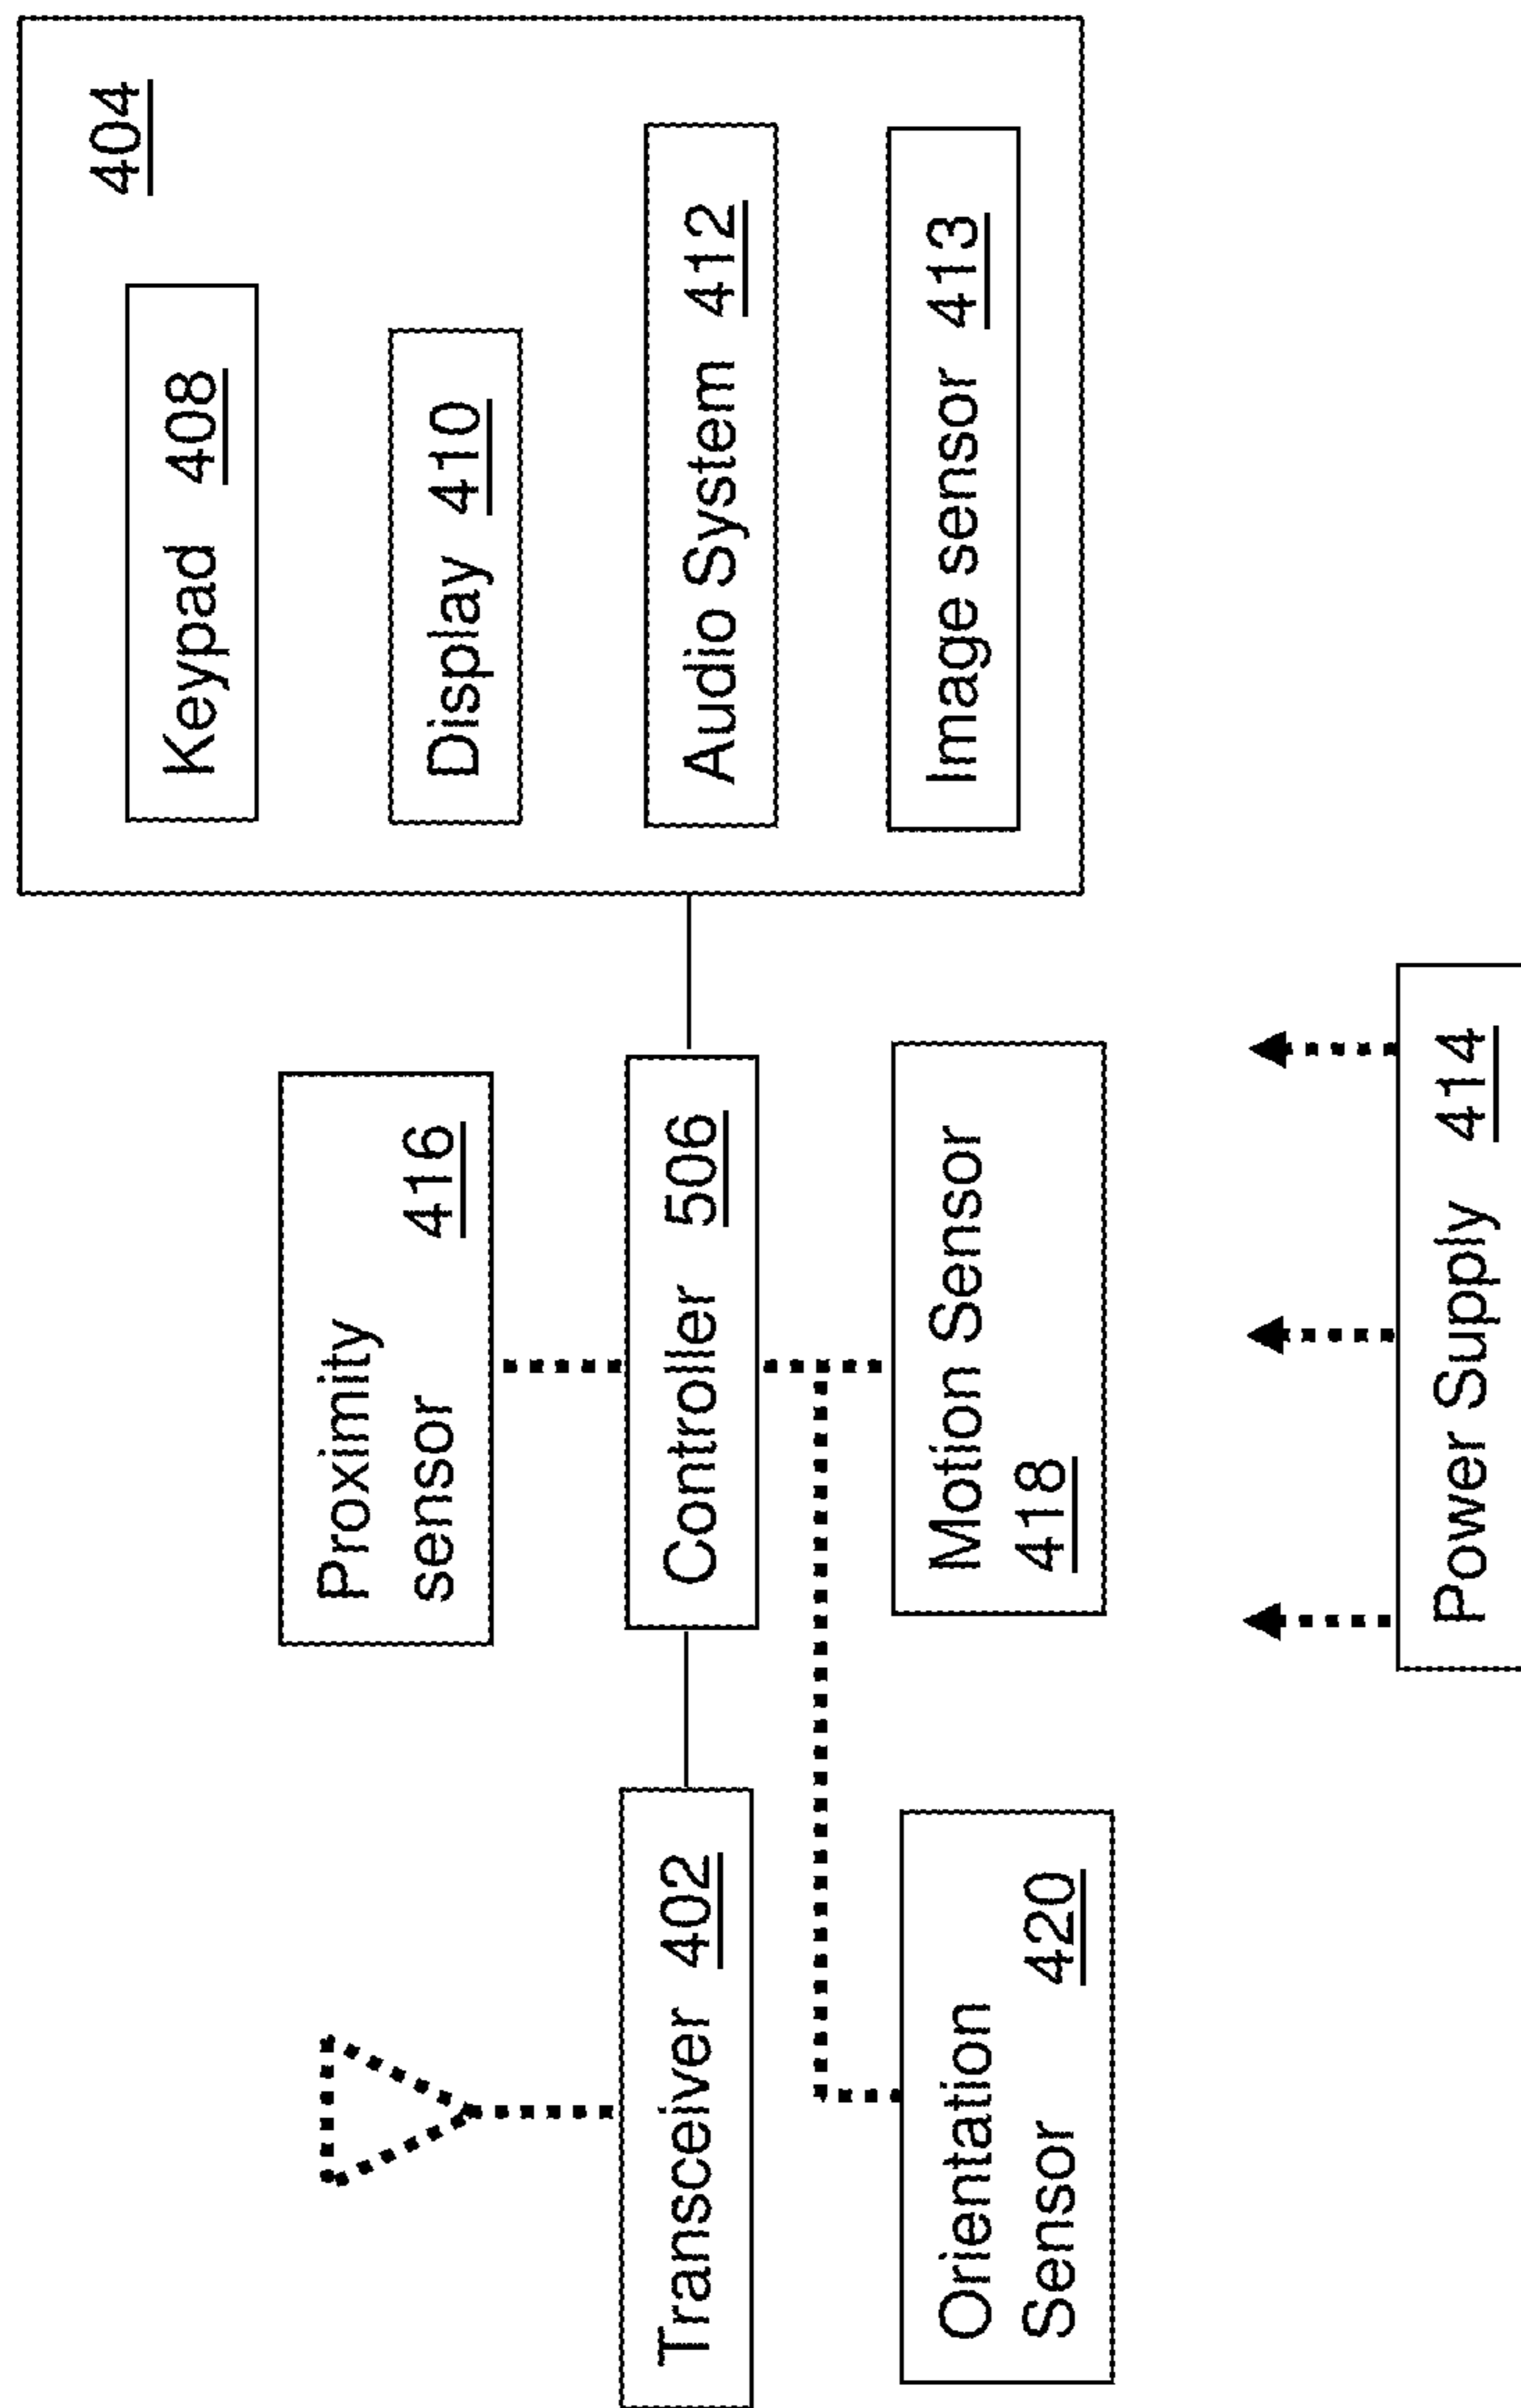 404
Keypad 408
Display 410
Audio System 412
Image sensor 413
Proximity
sensor 416
Controller 506
Motion Sensor
418
Transceiver 402
Orientation
Sensor 420
Power Supply 414